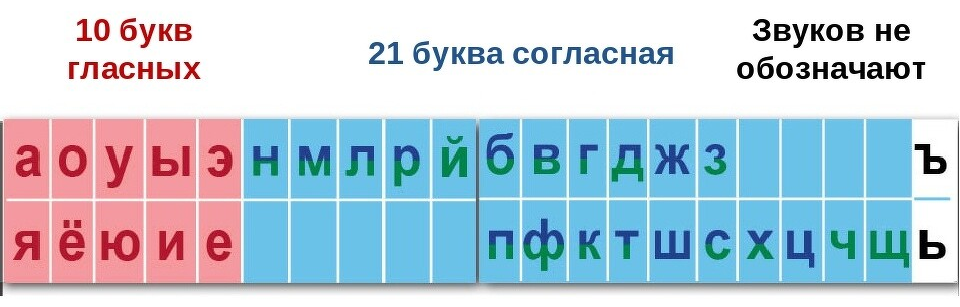 10 букв
гласных
21 буква согласная
Звуков не
обозначают
а о у ы э н м л р й б в г д ж з ъ
я ё ю и е п ф к т ш с х ц ч щ ь